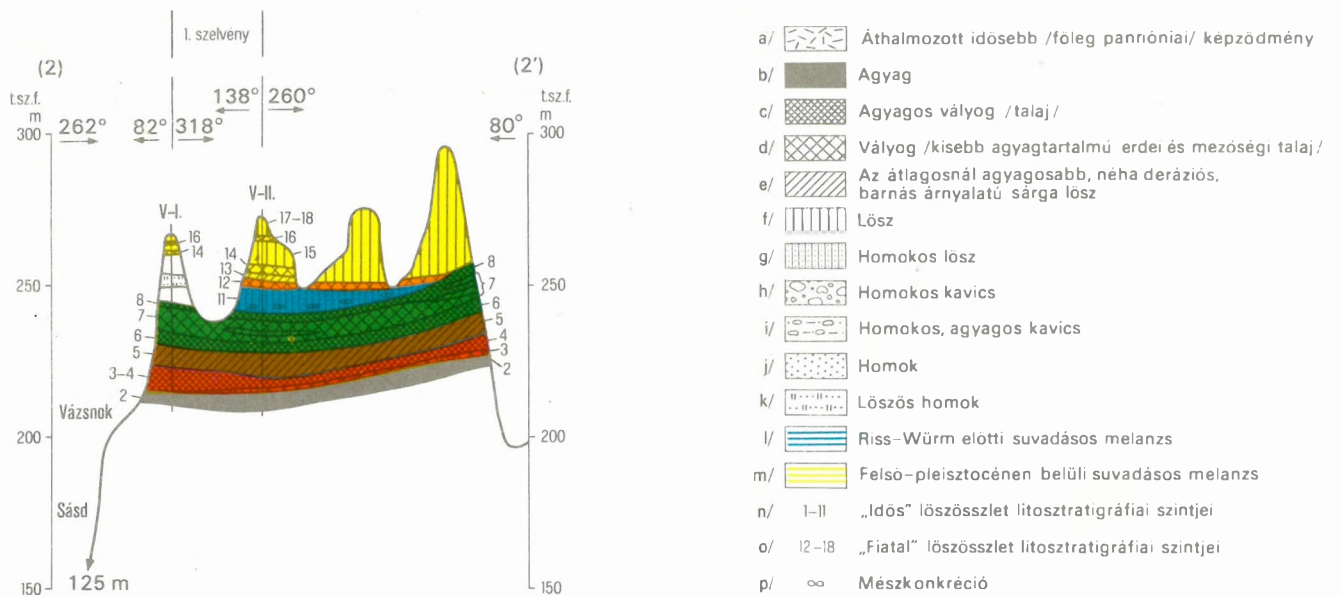 I. szelvény
(2)
(2')
138° 260°
t.sz.f.
m
t.sz.f.
m
262° 82° 318° 80°
300
300
V-I.
V-II.
16
14
17-18
16
15
14
13
12
11
250
250
8
7
6
5
3-4
2
8
7
6
5
4
3
2
Vázsnok
200
200
Sásd
125 m
150
150
a/ Áthalmozott idősebb /főleg pannóniai/ képződmény
b/ Agyag
c/ Agyagos vályog /talaj/
d/ Vályog /kisebb agyagtartalmú erdei és mezőségi talaj/
e/ Az átlagosnál agyagosabb, néha deráziós,
barnás árnyalatú sárga lösz
f/ Lösz
g/ Homokos lösz
h/ Homokos kavics
i/ Homokos, agyagos kavics
j/ Homok
k/ Löszös homok
l/ Riss-Würm előtti suvadásos melanzs
m/ Felső-pleisztocénen belüli suvadásos melanzs
n/ 1-11 „Idős" löszösszlet litosztratigráfiai szintjei
o/ 12-18 „Fiatal" löszösszlet litosztratigráfiai szintjei
p/ ∞ Mészkonkréció